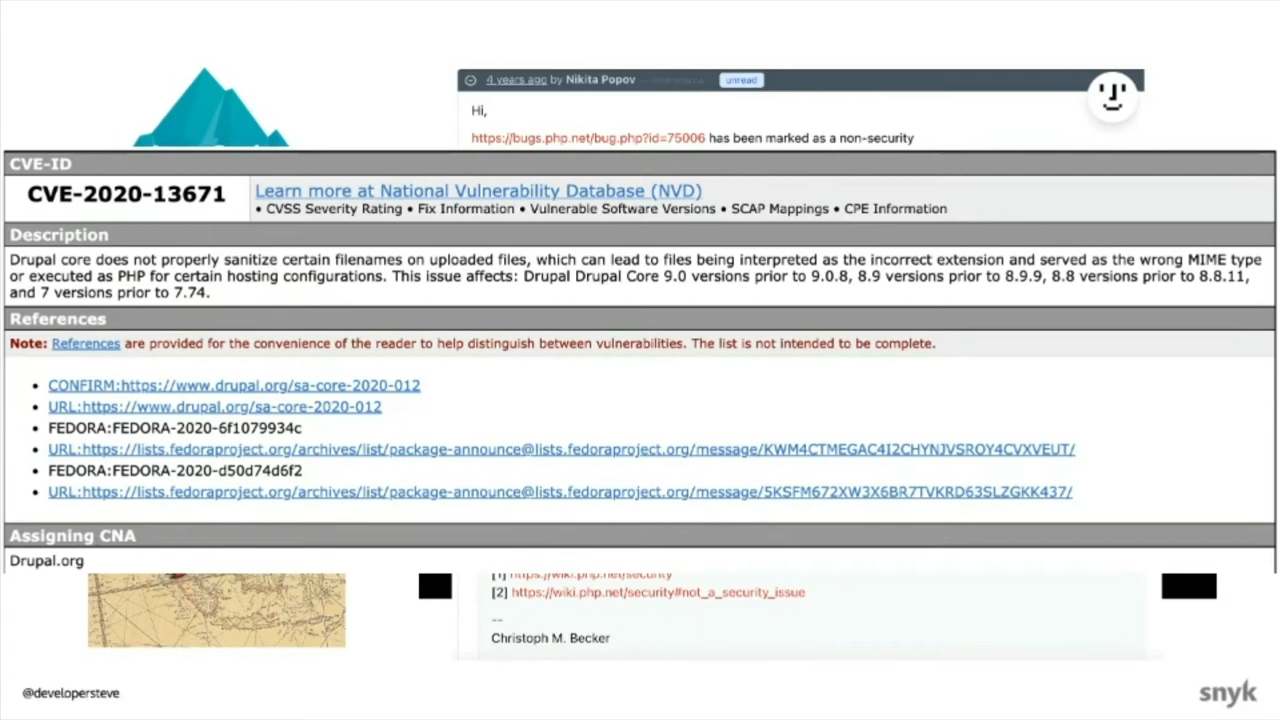 4 years ago by Nikita Popov
unread
Hi,
https://bugs.php.net/bug.php?id=75006 has been marked as a non-security
CVE-ID
CVE-2020-13671
Learn more at National Vulnerability Database (NVD)
• CVSS Severity Rating • Fix Information • Vulnerable Software Versions • SCAP Mappings • CPE Information
Description
Drupal core does not properly sanitize certain filenames on uploaded files, which can lead to files being interpreted as the incorrect extension and served as the wrong MIME type
or executed as PHP for certain hosting configurations. This issue affects: Drupal Drupal Core 9.0 versions prior to 9.0.8, 8.9 versions prior to 8.9.9, 8.8 versions prior to 8.8.11,
and 7 versions prior to 7.74.
References
Note: References are provided for the convenience of the reader to help distinguish between vulnerabilities. The list is not intended to be complete.
• CONFIRM:https://www.drupal.org/sa-core-2020-012
• URL:https://www.drupal.org/sa-core-2020-012
• FEDORA:FEDORA-2020-6f1079934c
• URL:https://lists.fedoraproject.org/archives/list/package-announce@lists.fedoraproject.org/message/KWM4CTMEGAC4I2CHYNJVSROY4CVXVEUT/
• FEDORA:FEDORA-2020-d50d74d6f2
• URL:https://lists.fedoraproject.org/archives/list/package-announce@lists.fedoraproject.org/message/5KSFM672XW3X6BR7TVKRD63SLZGKK437/
Assigning CNA
Drupal.org
[1] https://wiki.php.net/security
[2] https://wiki.php.net/security#not_a_security_issue
--
Christoph M. Becker
@developersteve
snyk